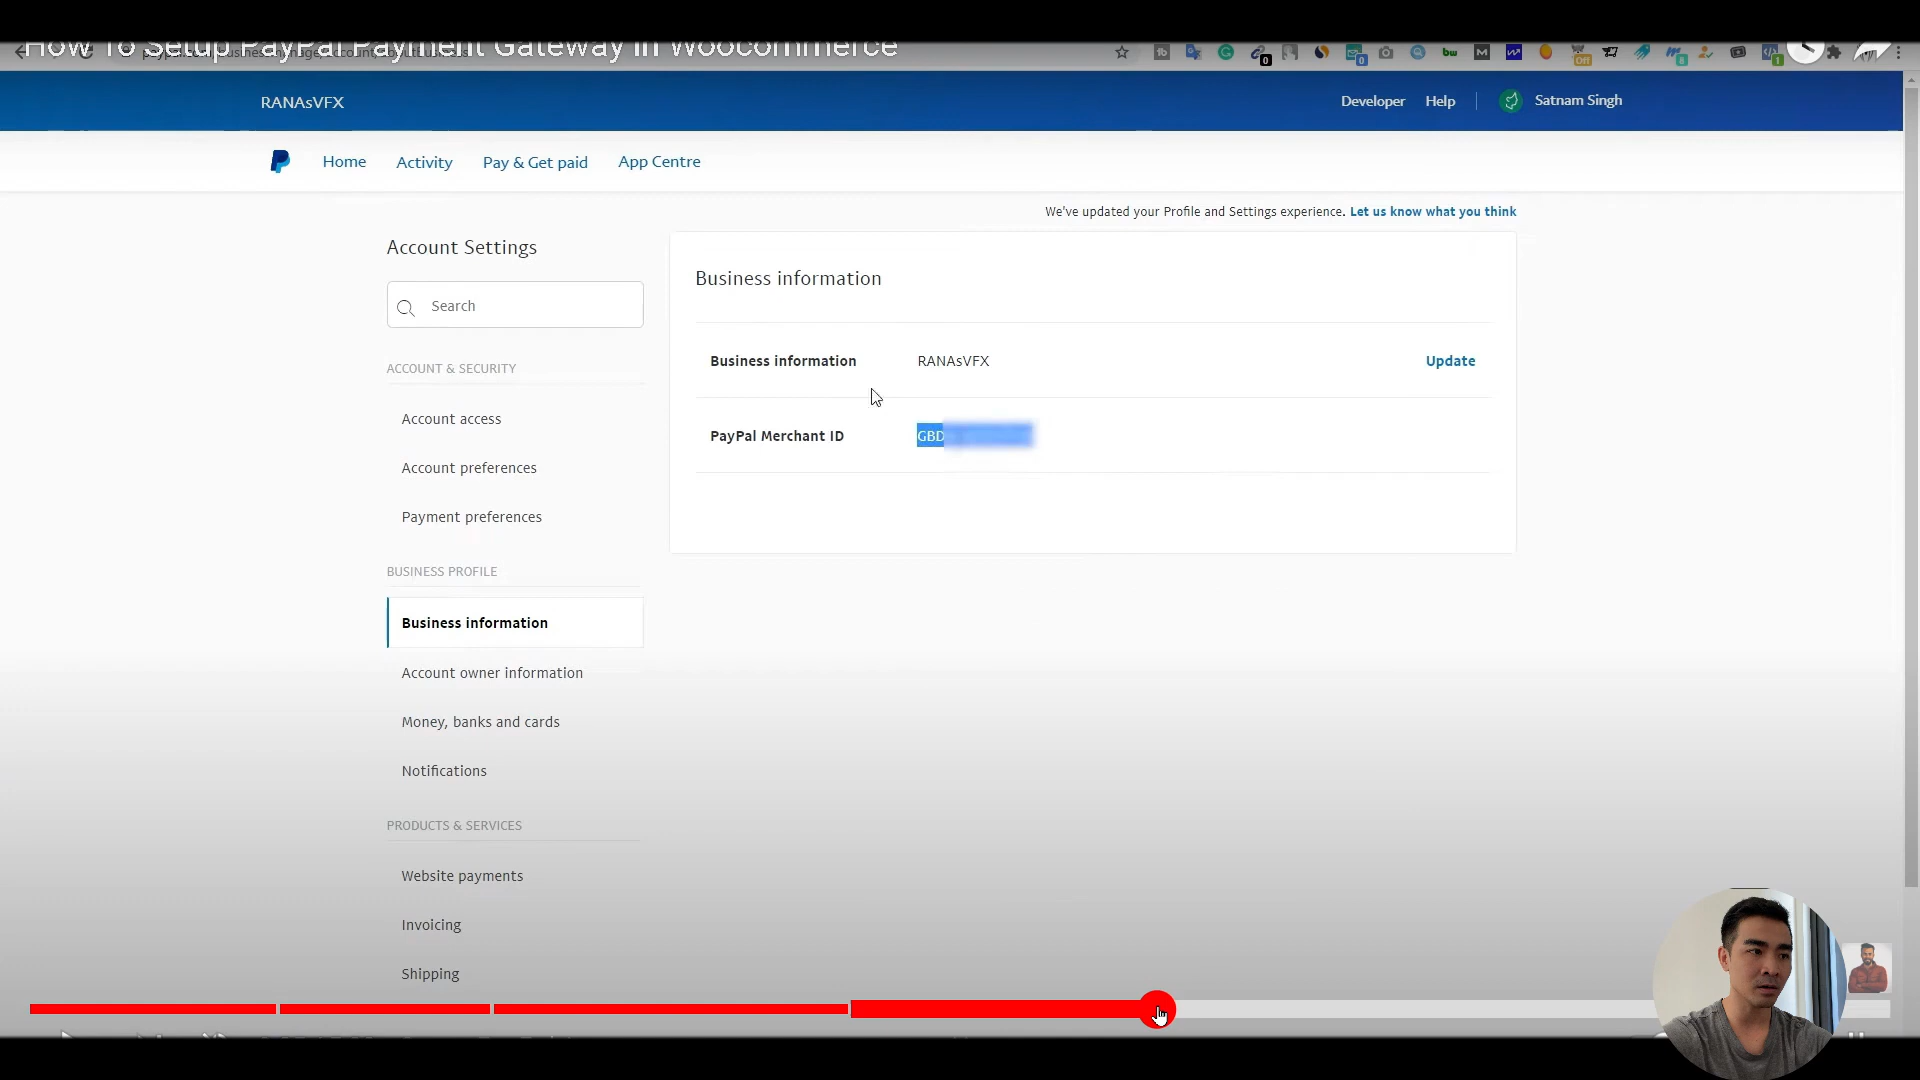 How To Setup PayPal Payment Gateway in Woocommerce
RANAsVFX
Developer
Help
Satnam Singh
Home
Activity
Pay & Get paid
App Centre
We've updated your Profile and Settings experience. Let us know what you think
Account Settings
Search
ACCOUNT & SECURITY
Account access
Account preferences
Payment preferences
BUSINESS PROFILE
Business information
Account owner information
Money, banks and cards
Notifications
PRODUCTS & SERVICES
Website payments
Invoicing
Shipping
Business information
Business information
RANAsVFX
Update
PayPal Merchant ID
GBD